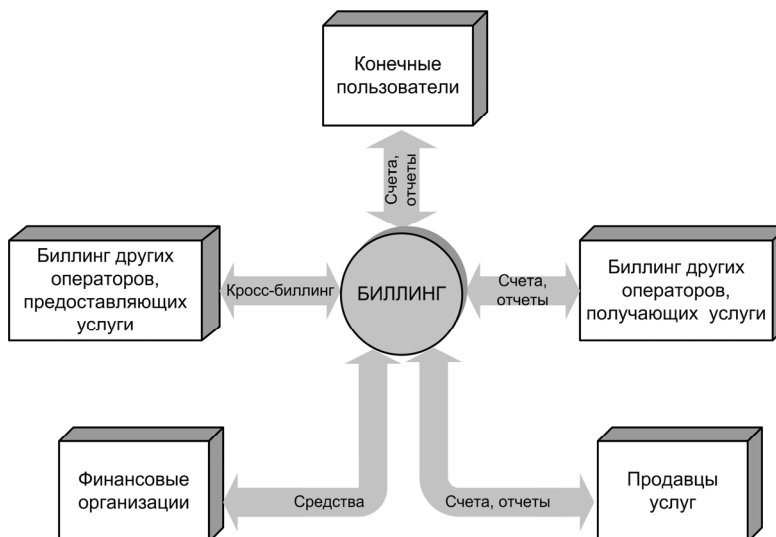 Конечные
пользователи
Счета,
отчеты
Биллинг других
операторов,
предоставляющих
услуги
Кросс-биллинг
БИЛЛИНГ
Счета,
отчеты
Биллинг других
операторов,
получающих услуги
Финансовые
организации
Средства
Счета, отчеты
Продавцы
услуг